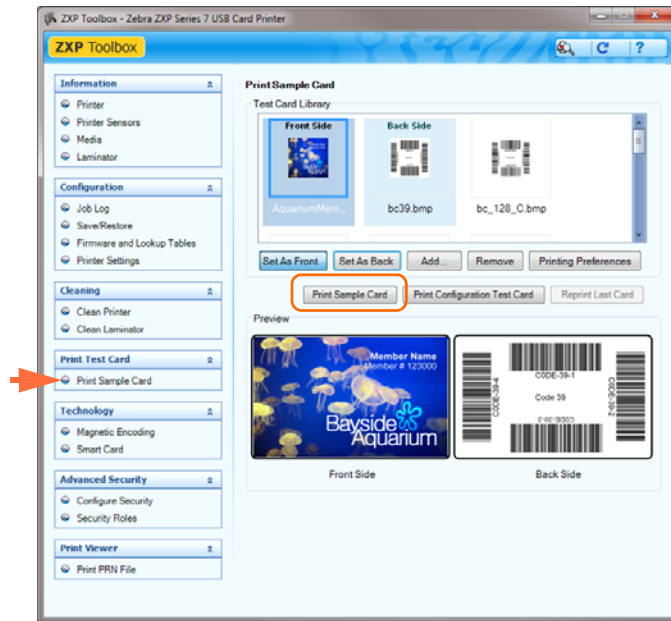 ZXP Toolbox - Zebra ZXP Series 7 USB Card Printer
ZXP Toolbox
Information
Printer
Printer Sensors
Media
Laminator
Configuration
Job Log
Save/Restore
Firmware and Lookup Tables
Printer Settings
Cleaning
Clean Printer
Clean Laminator
Print Test Card
Print Sample Card
Technology
Magnetic Encoding
Smart Card
Advanced Security
Configure Security
Security Roles
Print Viewer
Print PRN File
Print Sample Card
Test Card Library
Front Side
Back Side
AquariumMem...
bc39.bmp
bc_128_C.bmp
Set As Front
Set As Back
Add...
Remove
Printing Preferences
Print Sample Card
Print Configuration Test Card
Reprint Last Card
Preview
Member Name
Member # 123000
Bayside
Aquarium
CODE-39-1
CODE-39-4
Code 39
CODE-39-2
CODE-39-3
Front Side
Back Side